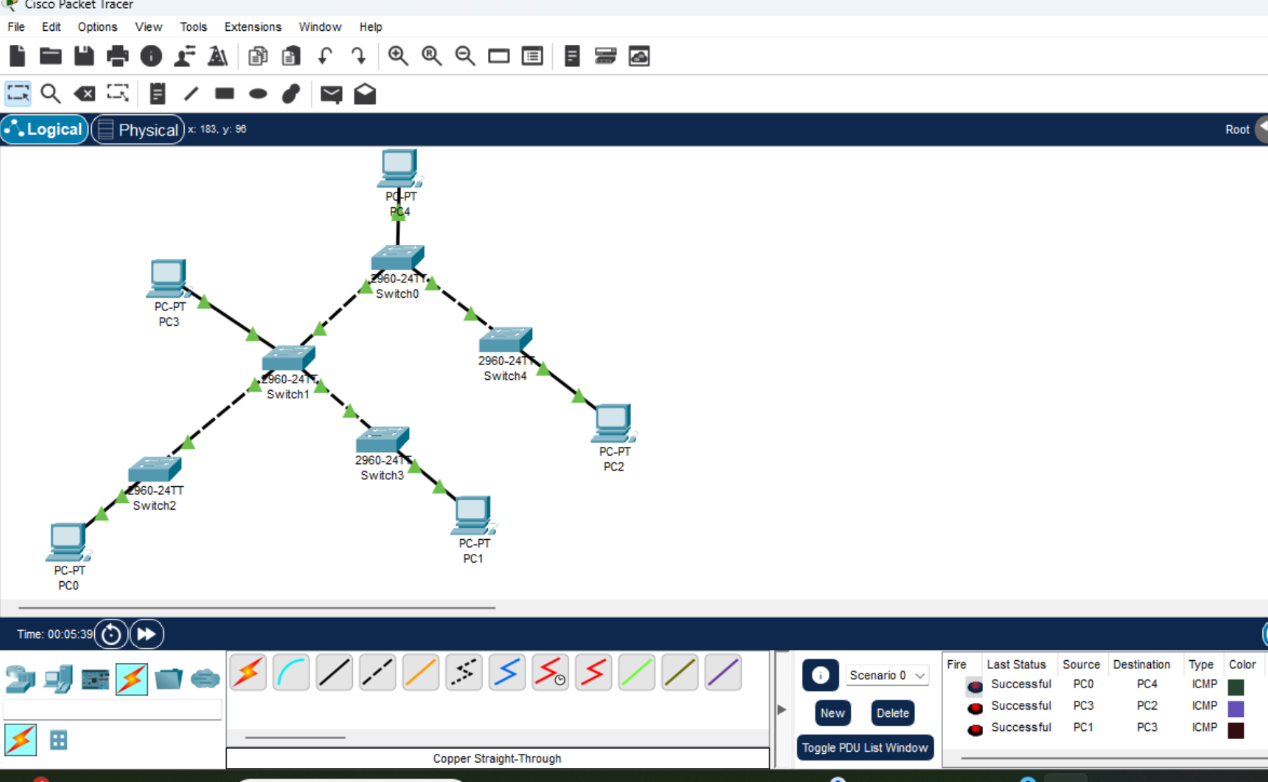 Cisco Packet Tracer
File Edit Options View Tools Extensions Window Help
Logical Physical x: 183, y: 96 Root
PC-PT
PC4
2960-24TT
Switch0
PC-PT
PC3
2960-24TT
Switch4
2960-24TT
Switch1
PC-PT
PC2
2960-24TT
Switch3
2960-24TT
Switch2
PC-PT
PC1
PC-PT
PC0
Time: 00:05:39
Scenario 0
New Delete
Toggle PDU List Window
Fire Last Status Source Destination Type Color
Successful PC0 PC4 ICMP
Successful PC3 PC2 ICMP
Successful PC1 PC3 ICMP
Copper Straight-Through